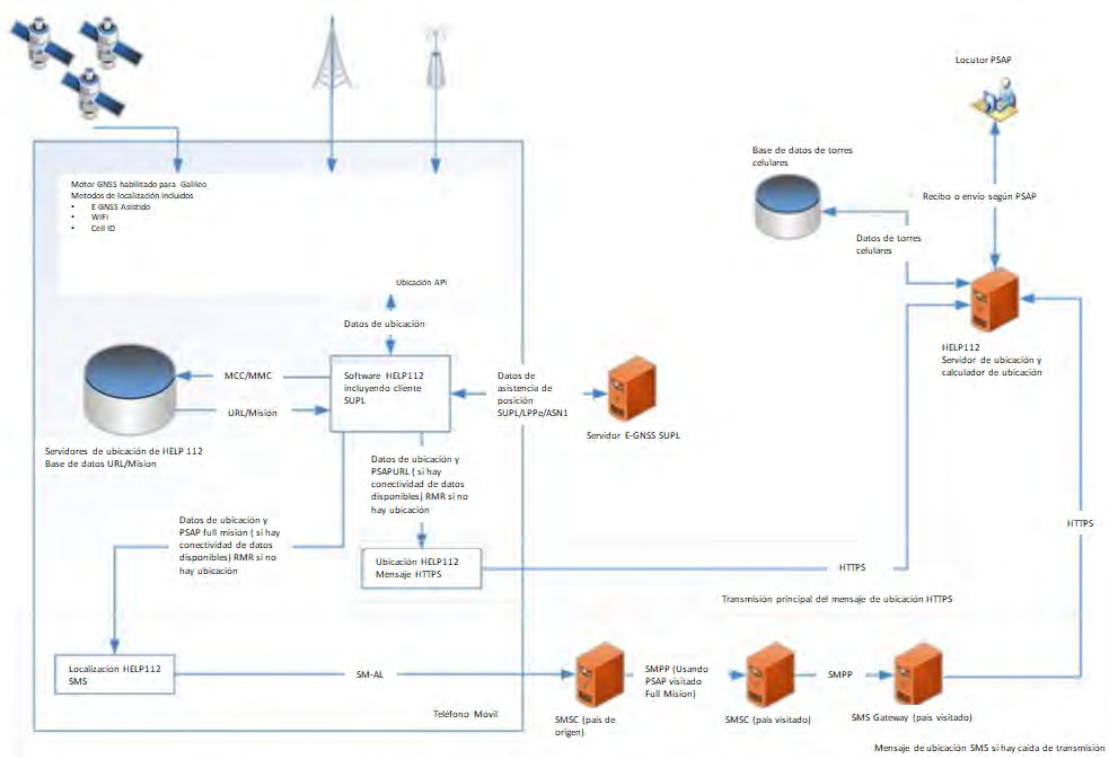 Locutor PSAP
Motor GNSS habilitado para Galileo
Metodos de localización incluidos
• E GNSS Asistido
• WIFI
• Cell ID
Base de datos de torres
celulares
Recibo o envío según PSAP
Datos de torres
celulares
Ubicación API
Datos de ubicación
HELP112
Servidor de ubicación y
calculador de ubicación
MCC/MMC
URL/Misión
Software HELP112
incluyendo cliente
SUPL
Datos de
asistencia de
posición
SUPL/LPPe/ASN1
Servidor E-GNSS SUPL
Servidores de ubicación de HELP 112
Base de datos URL/Mision
Datos de ubicación y
PSAPURL ( si hay
conectividad de datos
disponibles) RMR si no
hay ubicación
Datos de ubicación y
PSAP full misión ( si hay
conectividad de datos
disponibles) RMR si no
hay ubicación
HTTPS
Ubicación HELP112
Mensaje HTTPS
HTTPS
Transmisión principal del mensaje de ubicación HTTPS
Localización HELP112
SMS
SM-AL
SMPP (Usando
PSAP visitado
Full Mision)
SMPP
Teléfono Móvil
SMSC (pais de
origen)
SMSC (país visitado)
SMS Gateway (país visitado)
Mensaje de ubicación SMS si hay caída de transmisión